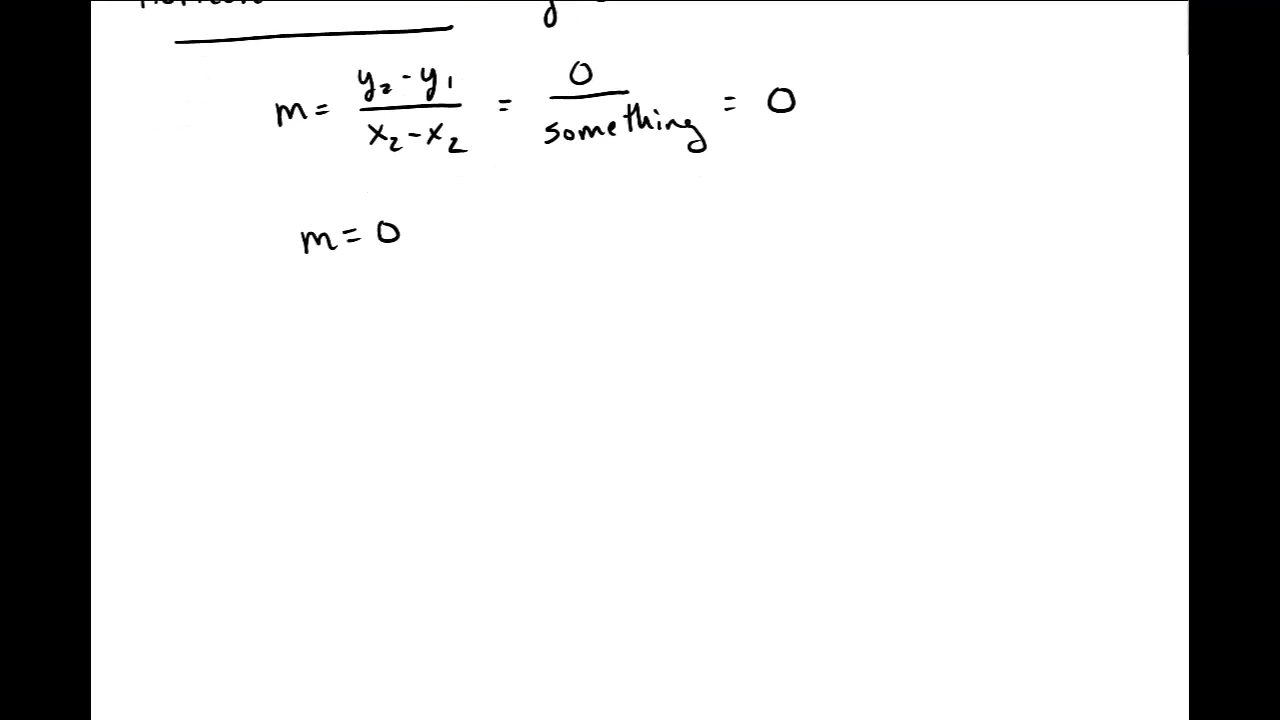 m = y₂ - y₁ / x₂ - x₂ = 0 / something = 0
m = 0